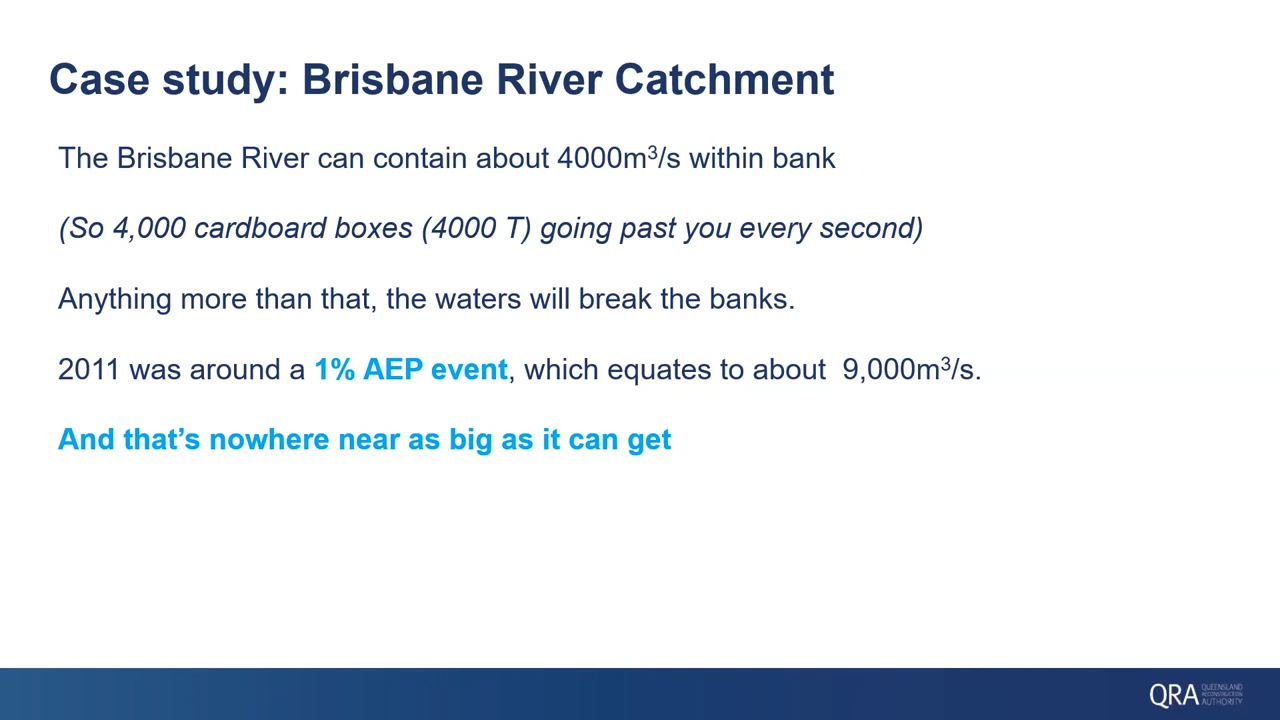 Case study: Brisbane River Catchment
The Brisbane River can contain about 4000m³/s within bank
(So 4,000 cardboard boxes (4000 T) going past you every second)
Anything more than that, the waters will break the banks.
2011 was around a 1% AEP event, which equates to about  9,000m³/s.
And that’s nowhere near as big as it can get
QRA
QUEENSLAND
RECONSTRUCTION
AUTHORITY